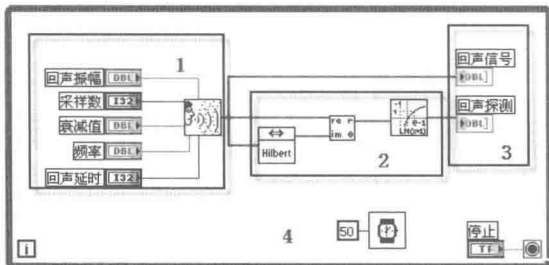 1
回声振幅 DBL
采样数 I32
衰减值 DBL
频率 DBL
回声延时 I32
Hilbert
re r
im θ
2
回声信号
DBL
回声探测
DBL
3
i
4
50
停止
TF